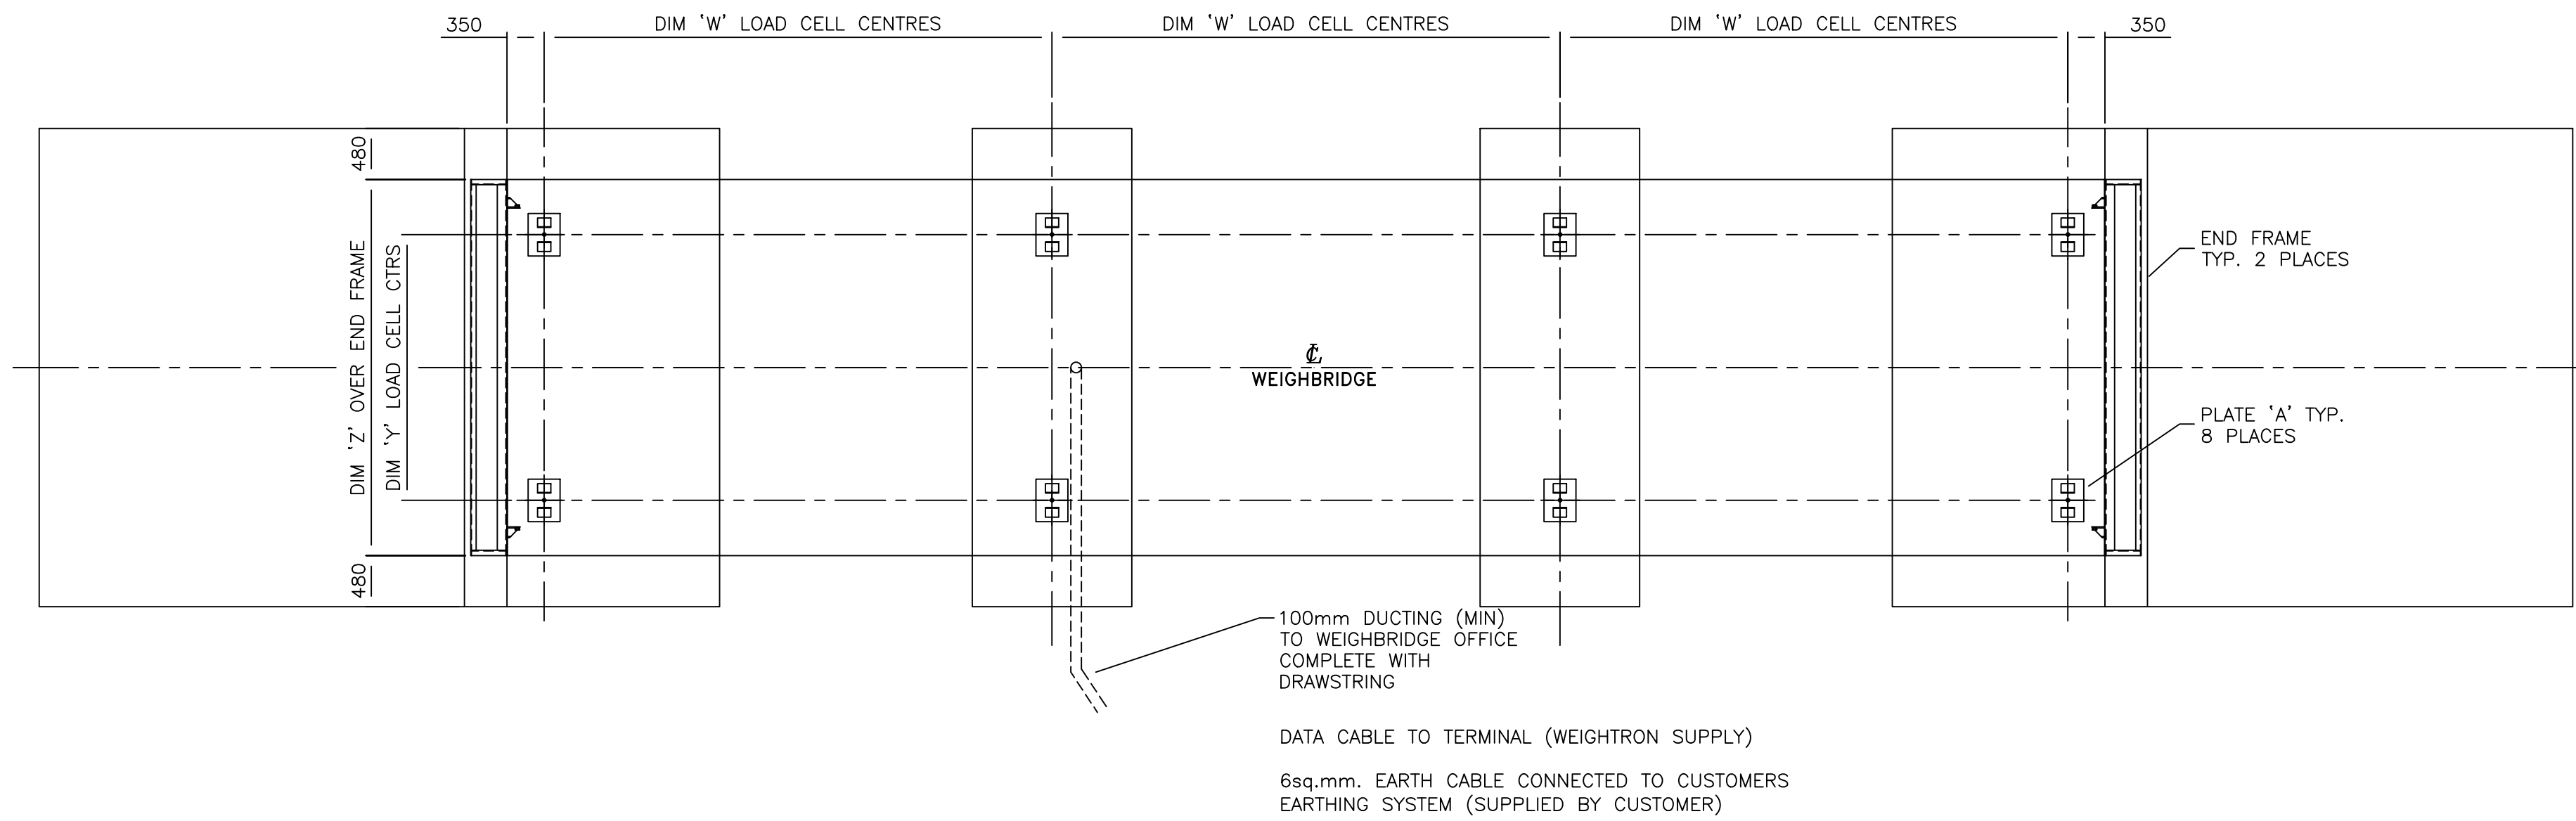 350
DIM 'W' LOAD CELL CENTRES
DIM 'W' LOAD CELL CENTRES
DIM 'W' LOAD CELL CENTRES
350
480
DIM 'Z' OVER END FRAME
DIM 'Y' LOAD CELL CTRS
480
END FRAME
TYP. 2 PLACES
CL
WEIGHBRIDGE
PLATE 'A' TYP.
8 PLACES
100mm DUCTING (MIN)
TO WEIGHBRIDGE OFFICE
COMPLETE WITH
DRAWSTRING
DATA CABLE TO TERMINAL (WEIGHTRON SUPPLY)
6sq.mm. EARTH CABLE CONNECTED TO CUSTOMERS
EARTHING SYSTEM (SUPPLIED BY CUSTOMER)